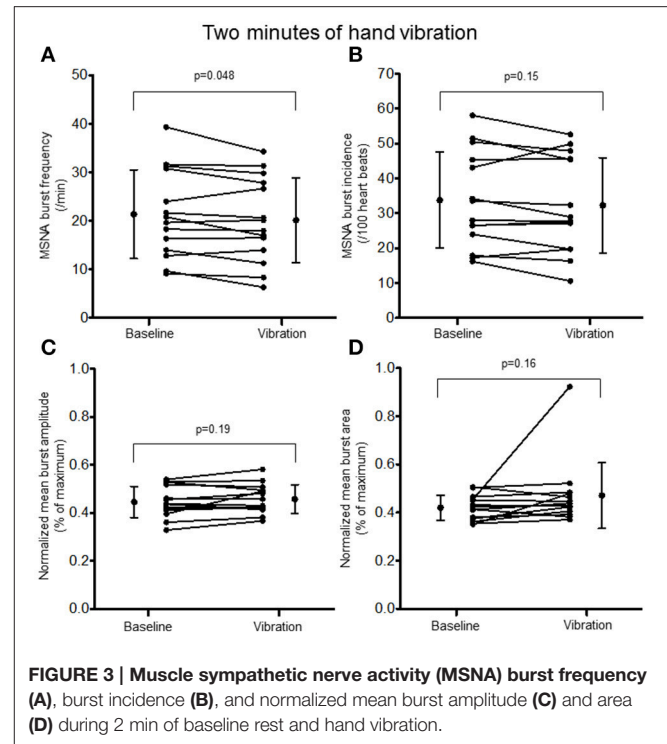 Two minutes of hand vibration
A
p=0.048
50
40
30
20
10
0
MSNA burst frequency
(/min)
Baseline
Vibration
B
p=0.15
70
60
50
40
30
20
10
0
MSNA burst incidence
(/100 heart beats)
Baseline
Vibration
C
p=0.19
1.0
0.8
0.6
0.4
0.2
0.0
Normalized mean burst amplitude
(% of maximum)
Baseline
Vibration
D
p=0.16
1.0
0.8
0.6
0.4
0.2
0.0
Normalized mean burst area
(% of maximum)
Baseline
Vibration
FIGURE 3 | Muscle sympathetic nerve activity (MSNA) burst frequency
(A), burst incidence (B), and normalized mean burst amplitude (C) and area
(D) during 2 min of baseline rest and hand vibration.